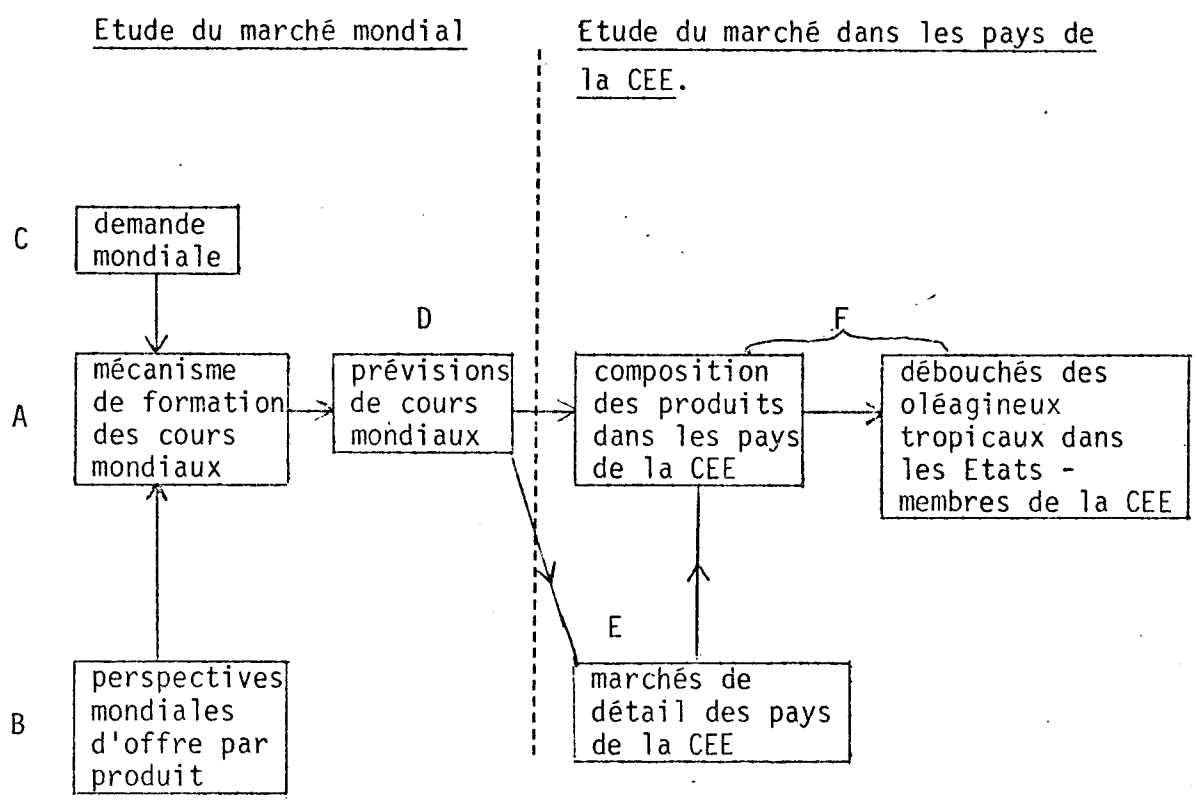 Etude du marché mondial
Etude du marché dans les pays de
la CEE.
C
demande
mondiale
D
F
A
mécanisme
de formation
des cours
mondiaux
prévisions
de cours
mondiaux
composition
des produits
dans les pays
de la CEE
débouchés des
oléagineux
tropicaux dans
les Etats -
membres de la CEE
E
B
perspectives
mondiales
d'offre par
produit
marchés de
détail des pays
de la CEE